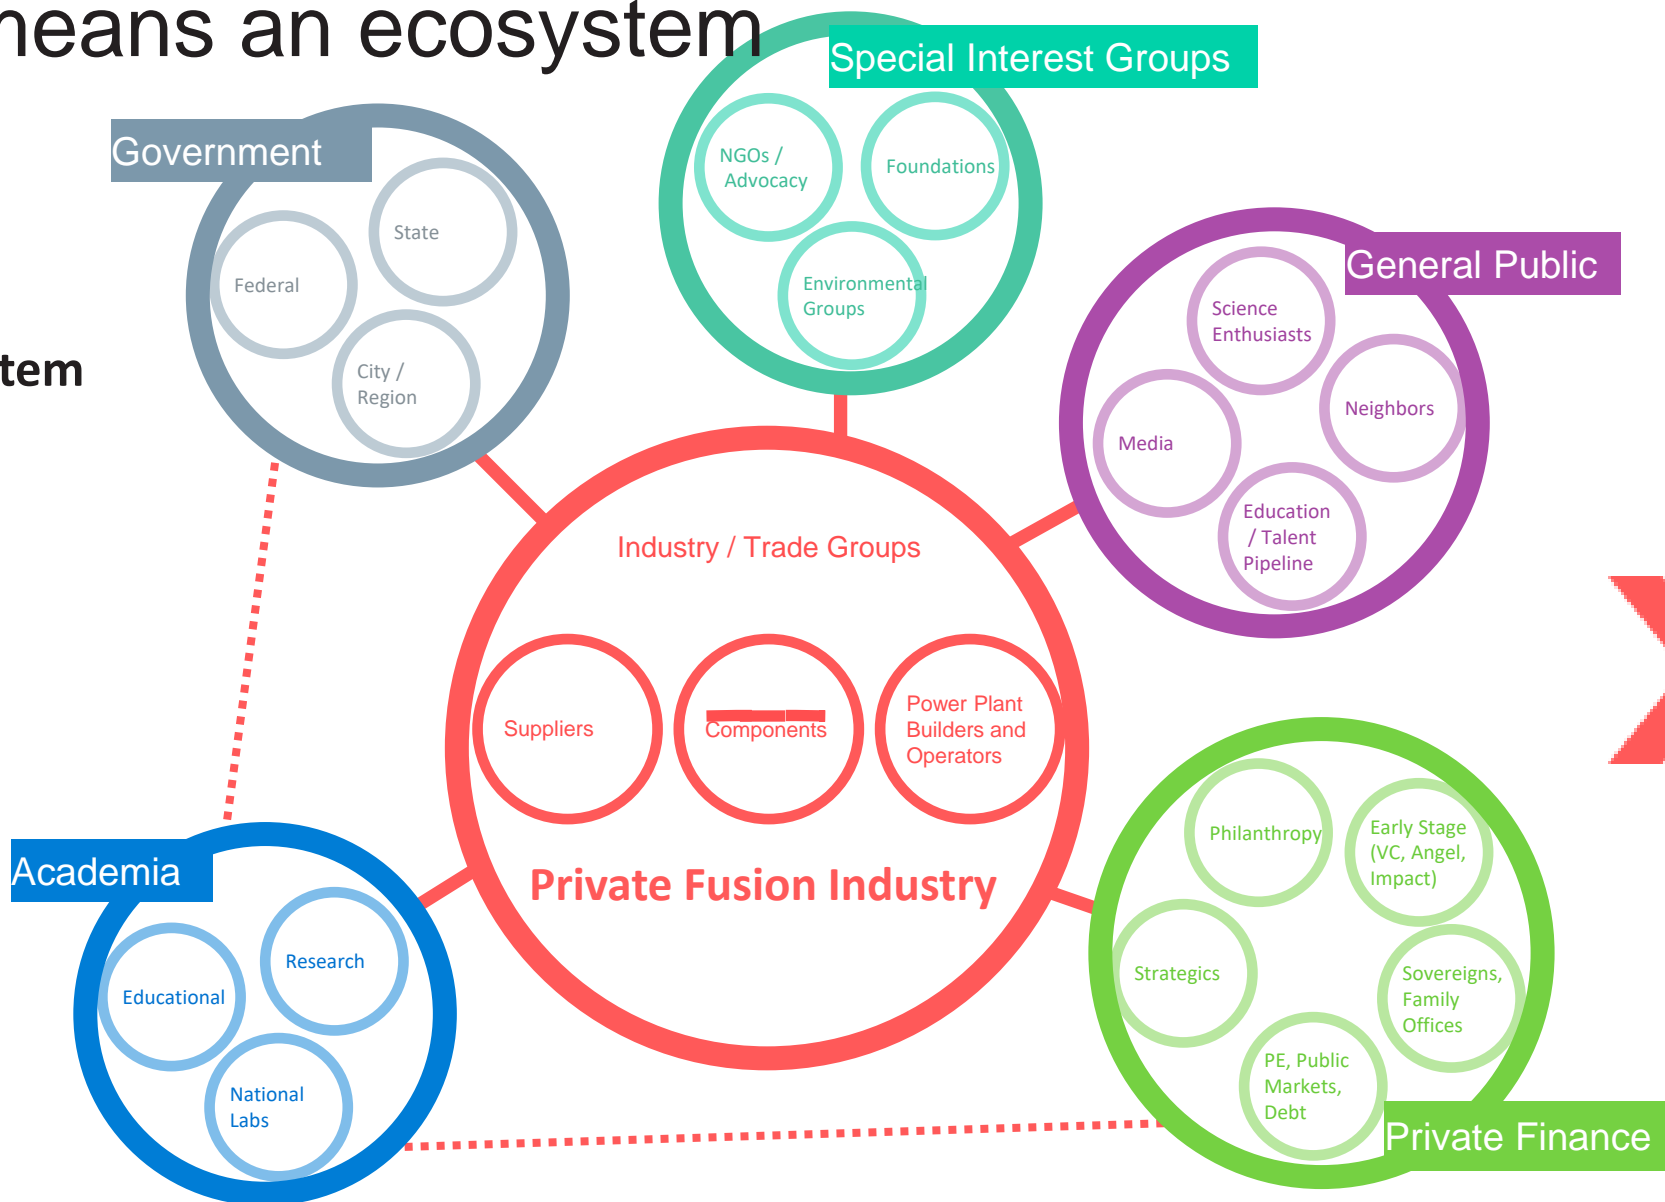 means an ecosystem
Special Interest Groups
Government
NGOs /
Advocacy
Foundations
State
Federal
General Public
Environmental
Groups
Science
Enthusiasts
tem
City /
Region
Neighbors
Media
Education
/ Talent
Pipeline
Industry / Trade Groups
Suppliers
Components
Power Plant
Builders and
Operators
Philanthropy
Early Stage
(VC, Angel,
Impact)
Academia
Private Fusion Industry
Research
Educational
Strategics
Sovereigns,
Family
Offices
National
Labs
PE, Public
Markets,
Debt
Private Finance